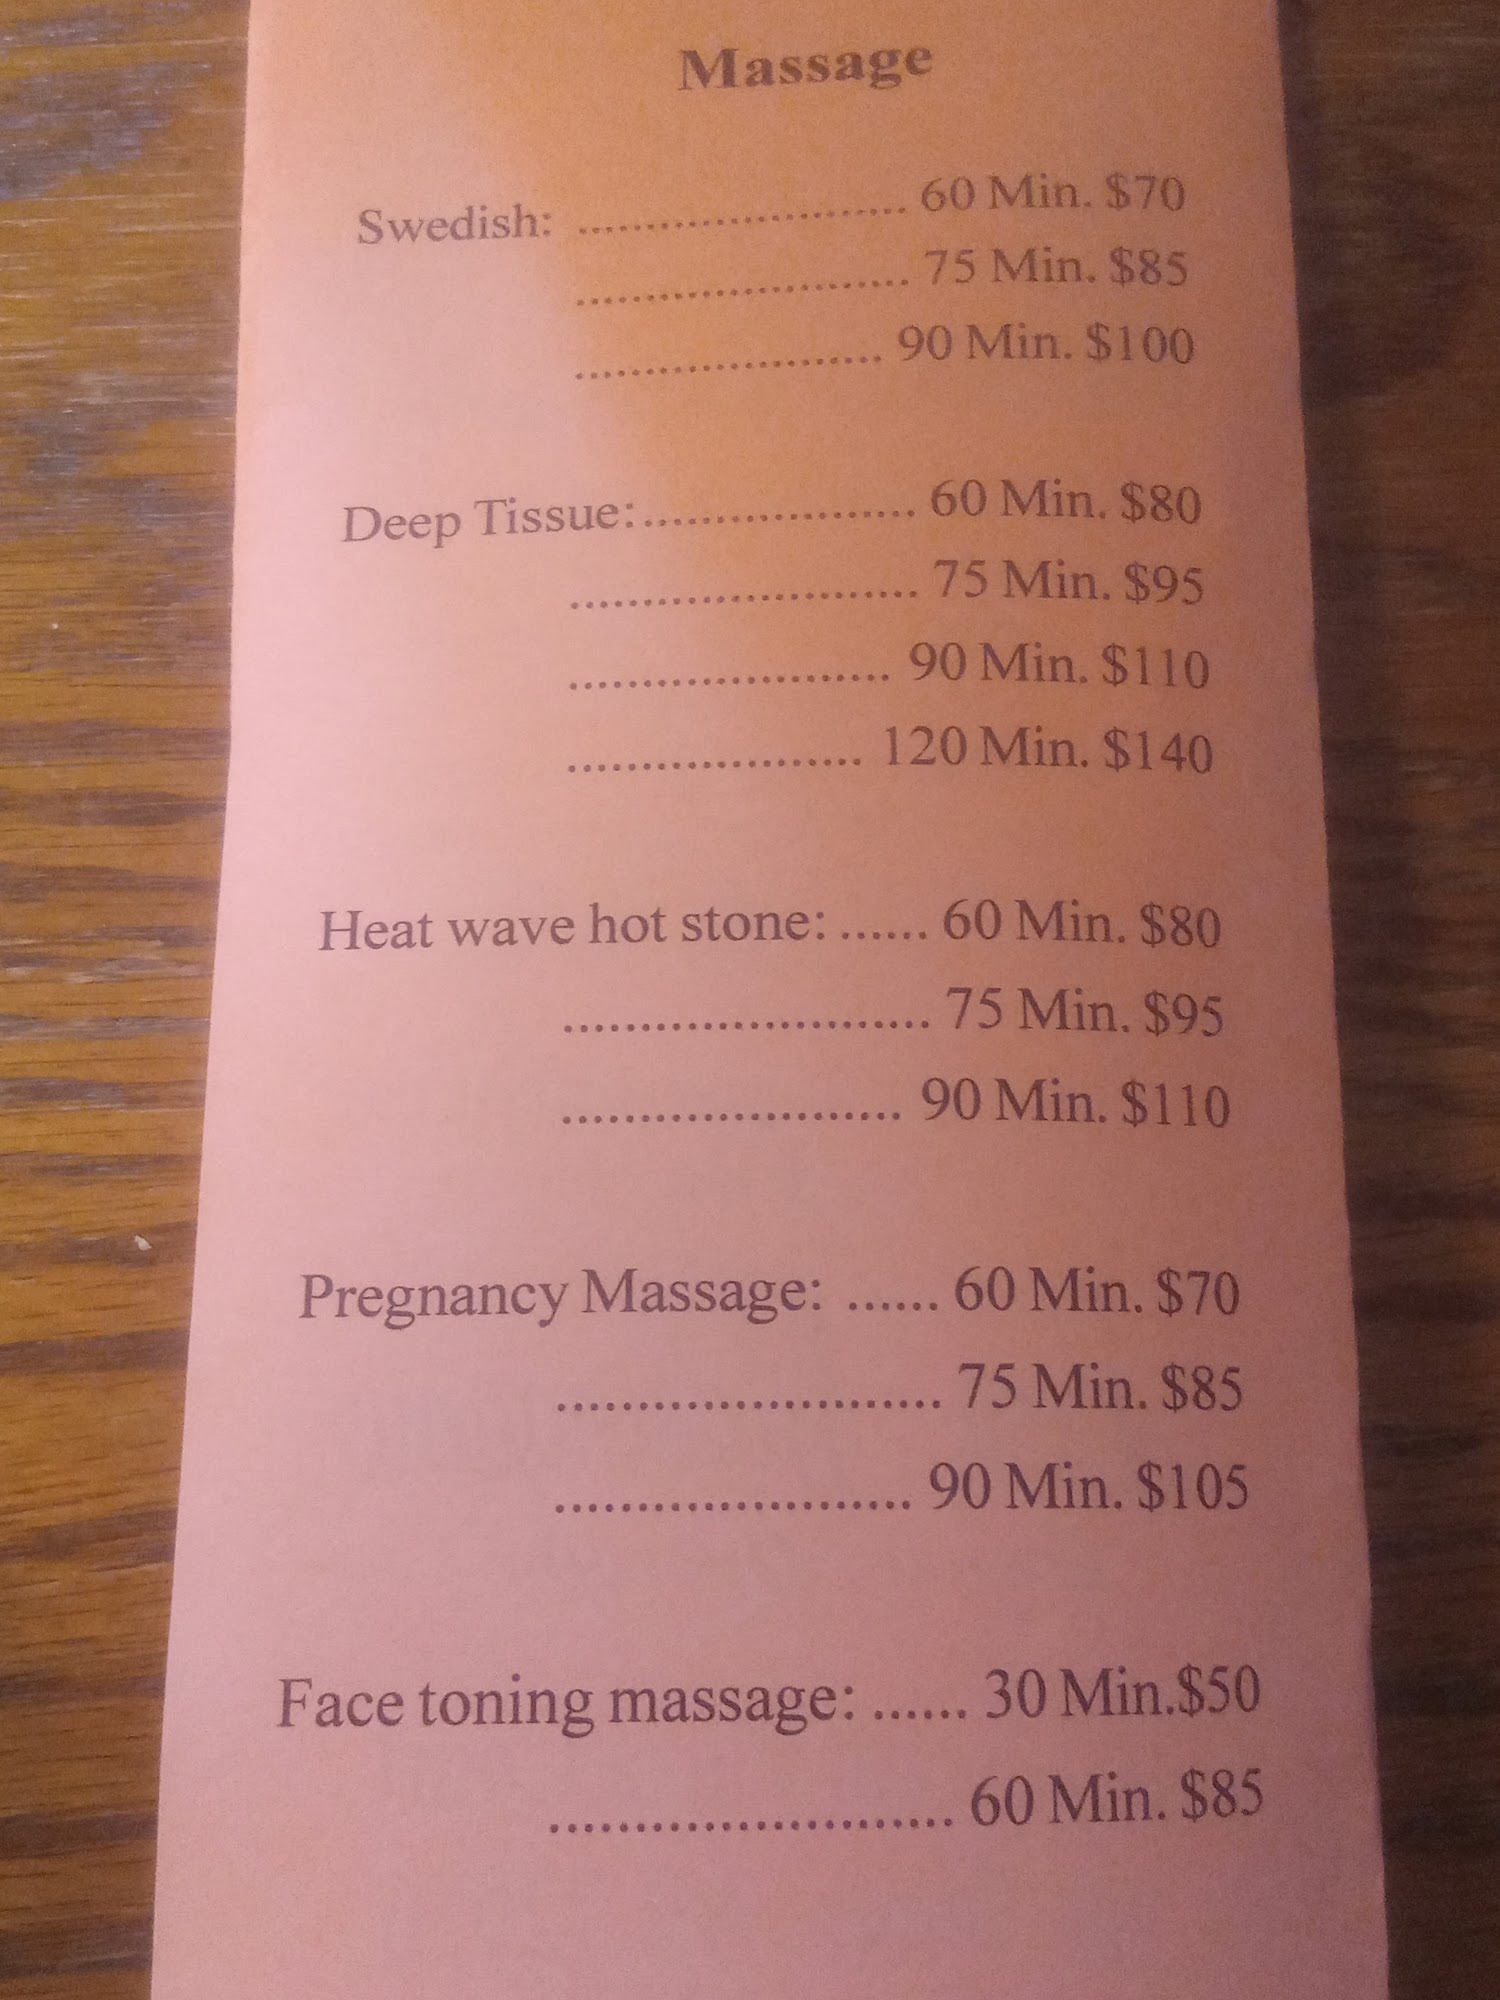 Massage
Swedish: ....................... 60 Min. $70
....................... 75 Min. $85
..................... 90 Min. $100
Deep Tissue:................... 60 Min. $80
........................ 75 Min. $95
...................... 90 Min. $110
.................... 120 Min. $140
Heat wave hot stone: ...... 60 Min. $80
........................ 75 Min. $95
...................... 90 Min. $110
Pregnancy Massage: ...... 60 Min. $70
........................ 75 Min. $85
...................... 90 Min. $105
Face toning massage: ...... 30 Min.$50
........................ 60 Min. $85